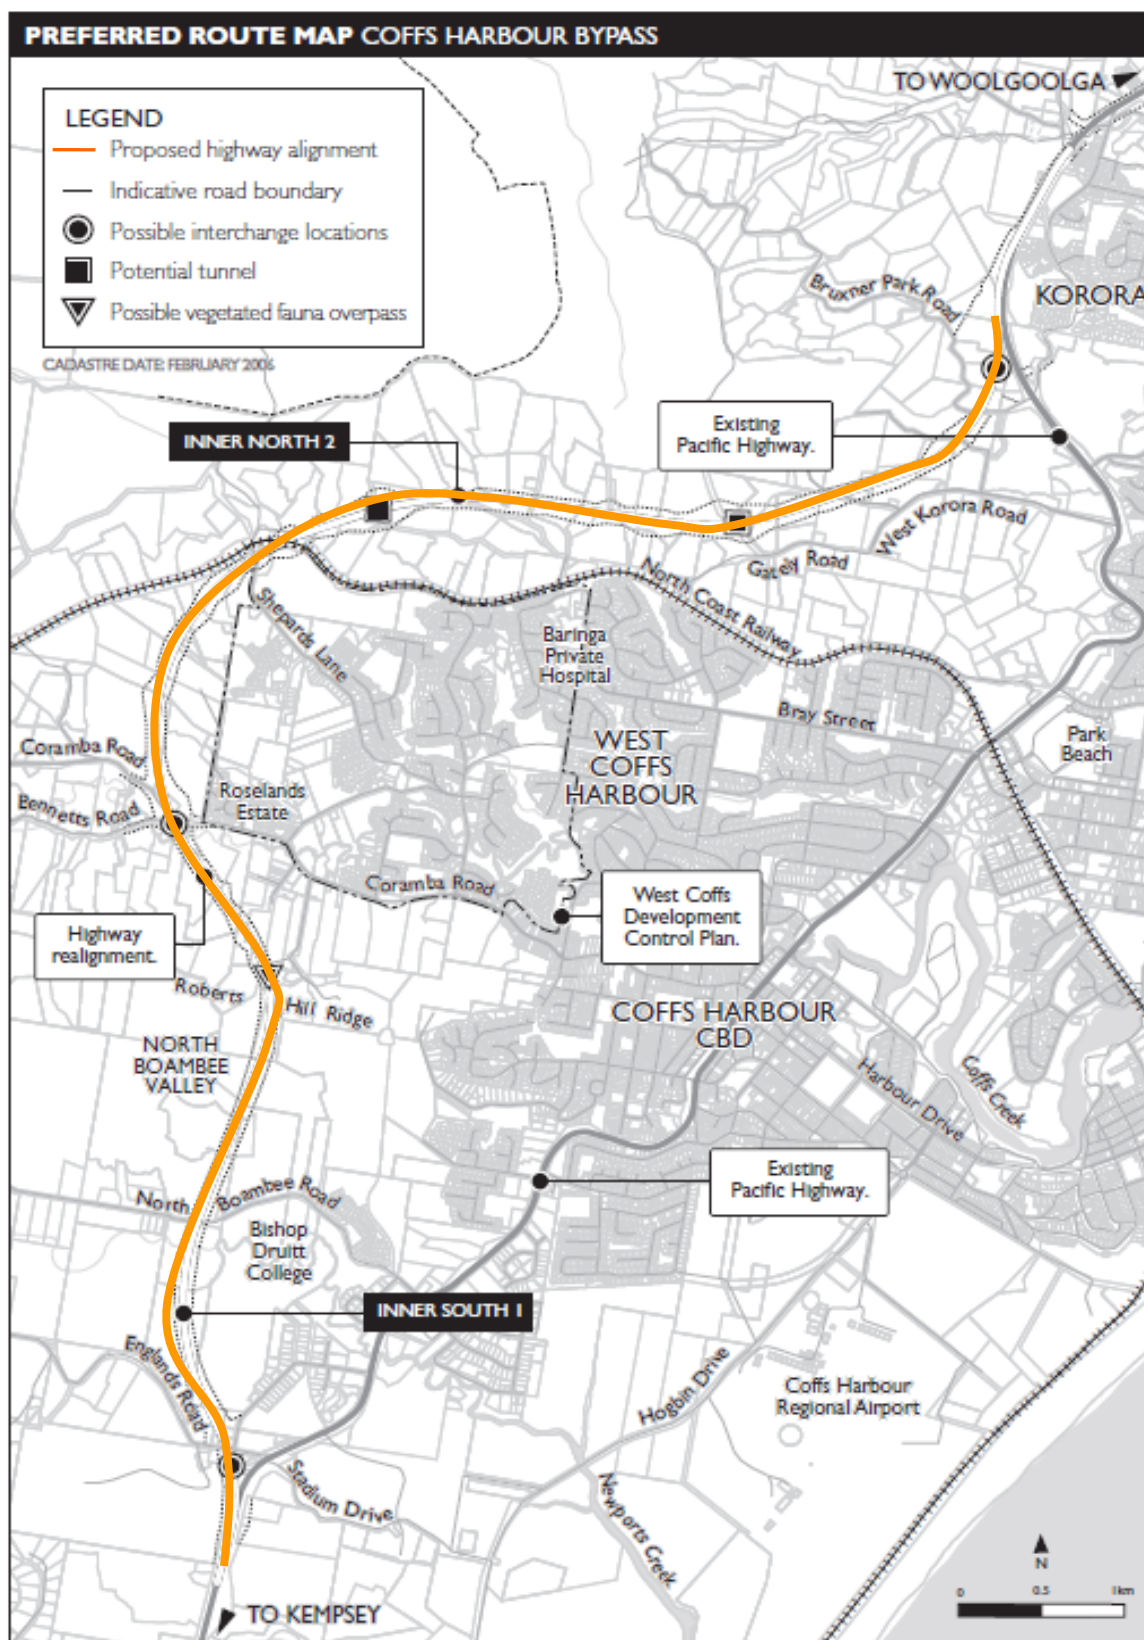 PREFERRED ROUTE MAP COFFS HARBOUR BYPASS
TO WOOLGOOLGA
LEGEND
Proposed highway alignment
Indicative road boundary
Possible interchange locations
Potential tunnel
Possible vegetated fauna overpass
CADASTRE DATE: FEBRUARY 2006
Bruxner Park Road
KORORA
INNER NORTH 2
Existing
Pacific Highway.
West Korora Road
Gately Road
North Coast Railway
Shepards Lane
Baringa
Private
Hospital
Bray Street
Park
Beach
WEST
COFFS
HARBOUR
Coramba Road
Bennetts Road
Roselands
Estate
Coramba Road
West Coffs
Development
Control Plan.
Highway
realignment.
Roberts Hill Ridge
COFFS HARBOUR
CBD
NORTH
BOAMBEE
VALLEY
Harbour Drive
Coffs Creek
North Boambee Road
Existing
Pacific Highway.
Bishop
Druitt
College
INNER SOUTH 1
Englands Road
Hogbin Drive
Coffs Harbour
Regional Airport
Stadium Drive
Newports Creek
N
0 0.5 1km
TO KEMPSEY